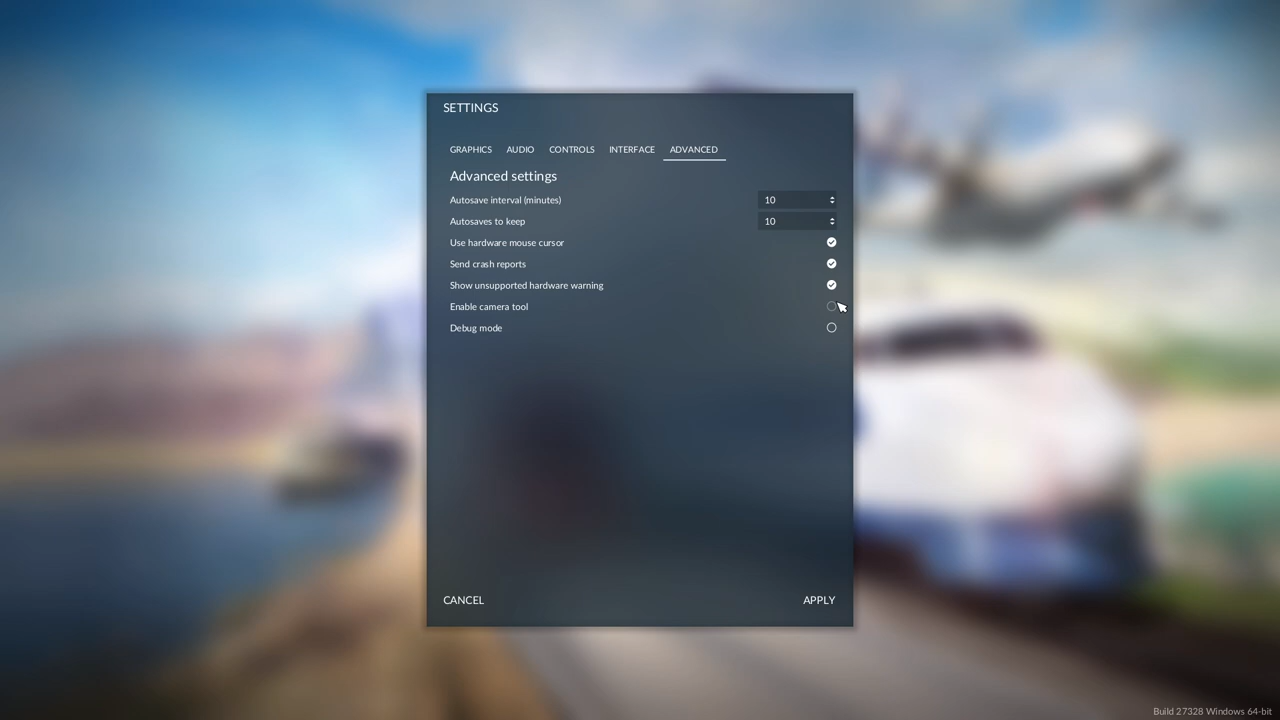 SETTINGS
GRAPHICS AUDIO CONTROLS INTERFACE ADVANCED
Advanced settings
Autosave interval (minutes) 10
Autosaves to keep 10
Use hardware mouse cursor
Send crash reports
Show unsupported hardware warning
Enable camera tool
Debug mode
CANCEL APPLY
Build 27328 Windows 64-bit